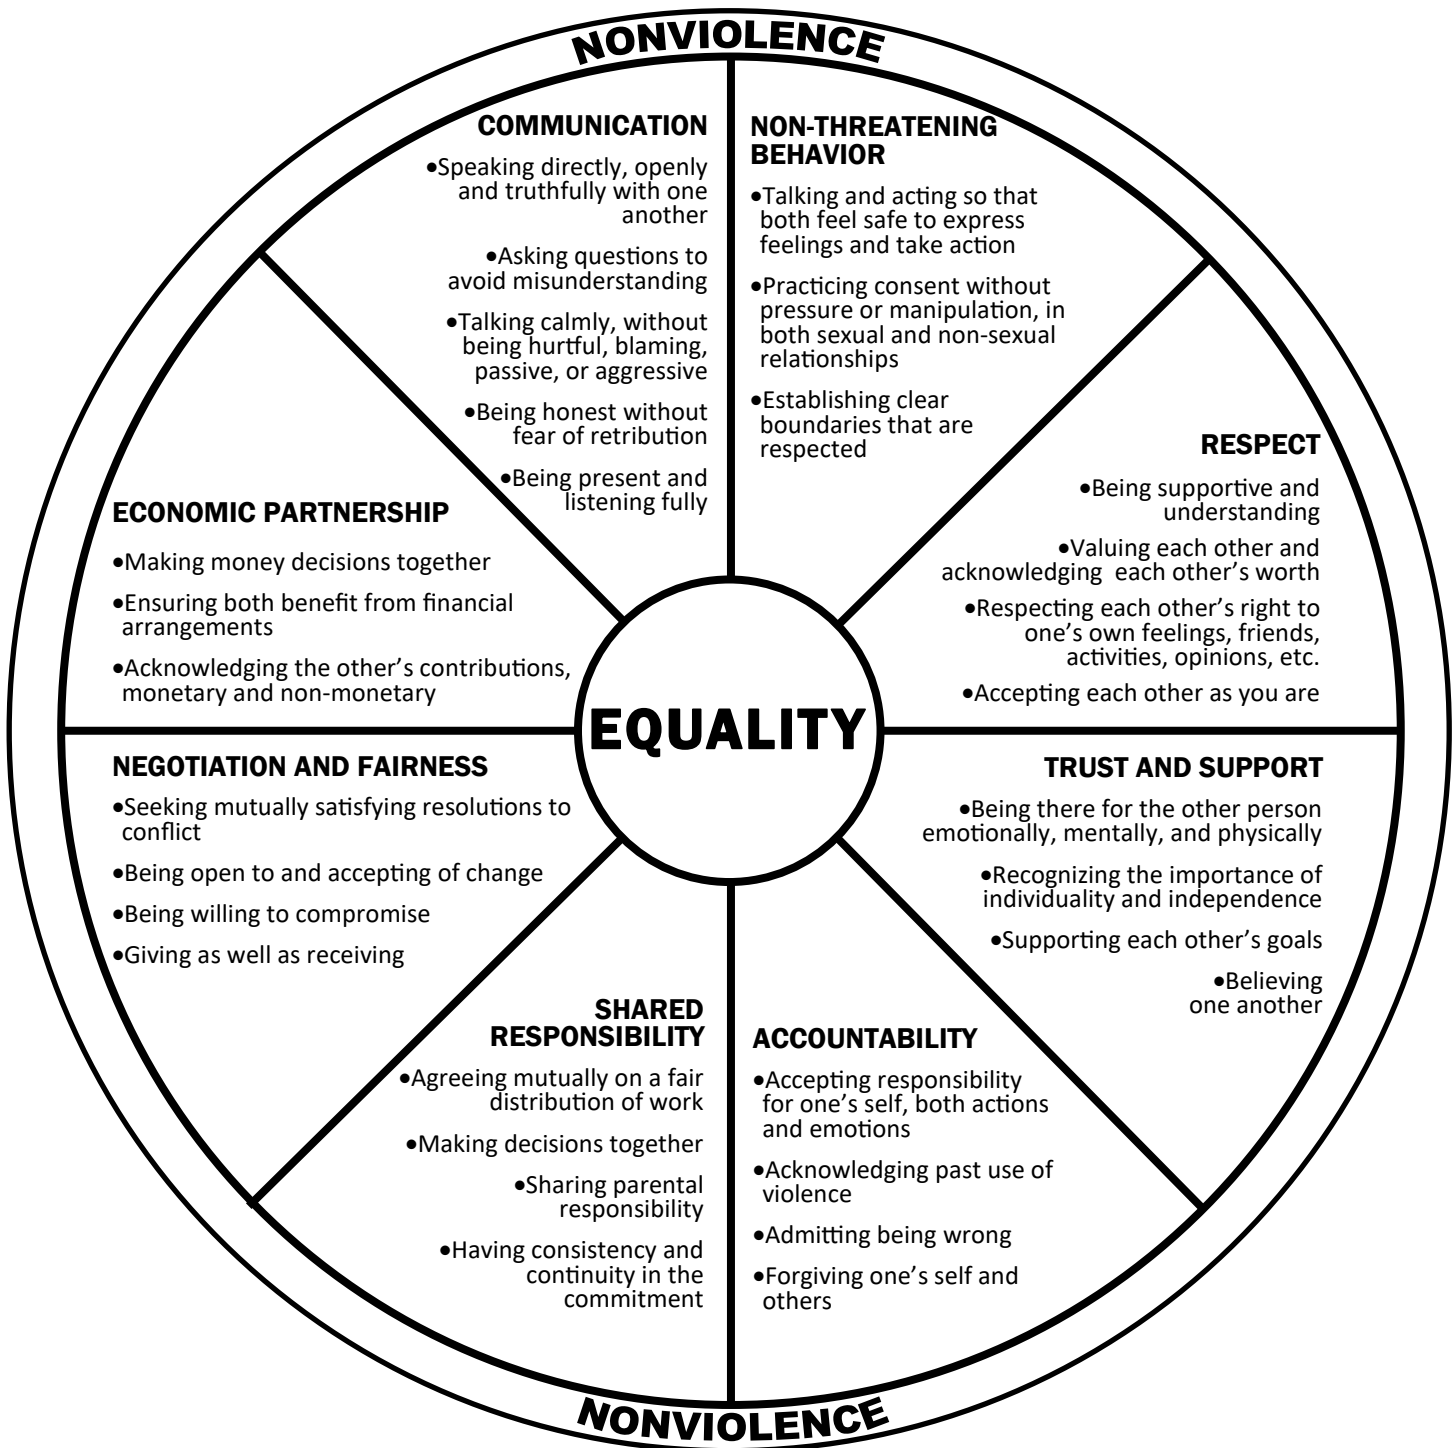 NONVIOLENCE
COMMUNICATION
•Speaking directly, openly
and truthfully with one
another
•Asking questions to
avoid misunderstanding
•Talking calmly, without
being hurtful, blaming,
passive, or aggressive
•Being honest without
fear of retribution
•Being present and
listening fully
NON-THREATENING
BEHAVIOR
•Talking and acting so that
both feel safe to express
feelings and take action
•Practicing consent without
pressure or manipulation, in
both sexual and non-sexual
relationships
•Establishing clear
boundaries that are
respected
RESPECT
•Being supportive and
understanding
•Valuing each other and
acknowledging  each other’s worth
•Respecting each other’s right to
one’s own feelings, friends,
activities, opinions, etc.
•Accepting each other as you are
ECONOMIC PARTNERSHIP
•Making money decisions together
•Ensuring both benefit from financial
arrangements
•Acknowledging the other’s contributions,
monetary and non-monetary
EQUALITY
NEGOTIATION AND FAIRNESS
•Seeking mutually satisfying resolutions to
conflict
•Being open to and accepting of change
•Being willing to compromise
•Giving as well as receiving
TRUST AND SUPPORT
•Being there for the other person
emotionally, mentally, and physically
•Recognizing the importance of
individuality and independence
•Supporting each other’s goals
•Believing
one another
SHARED
RESPONSIBILITY
•Agreeing mutually on a fair
distribution of work
•Making decisions together
•Sharing parental
responsibility
•Having consistency and
continuity in the
commitment
ACCOUNTABILITY
•Accepting responsibility
for one’s self, both actions
and emotions
•Acknowledging past use of
violence
•Admitting being wrong
•Forgiving one’s self and
others
NONVIOLENCE